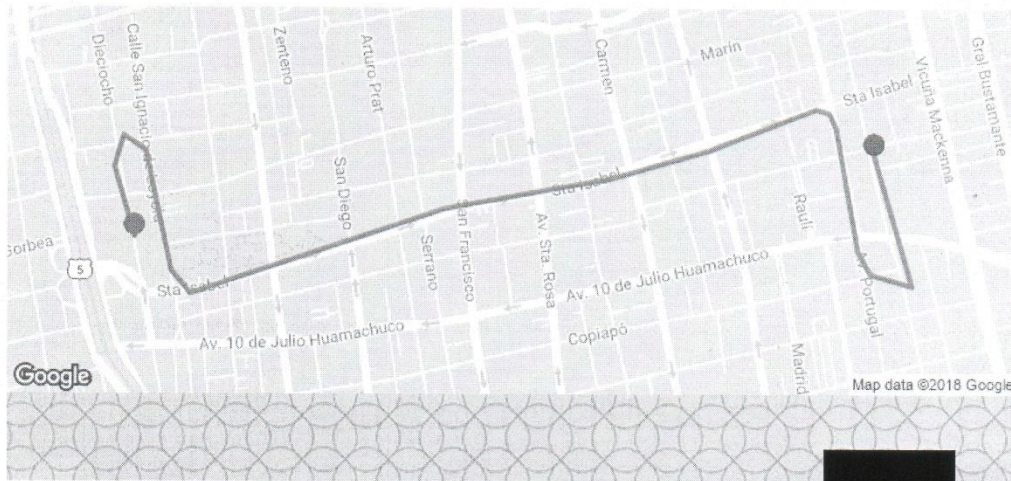 Dieciocho
Calle San Ignacio
Zenteno
Arturo Prat
Carmen
Marín
Sta Isabel
Vicuña Mackenna
Gral Bustamante
San Diego
Sta Isabel
Raulí
Gorbea
5
Sta Isabel
Serrano
San Francisco
Av. Sta. Rosa
Av. 10 de Julio Huamachuco
Portugal
Av. 10 de Julio Huamachuco
Copiapó
Madrid
Google
Map data ©2018 Google